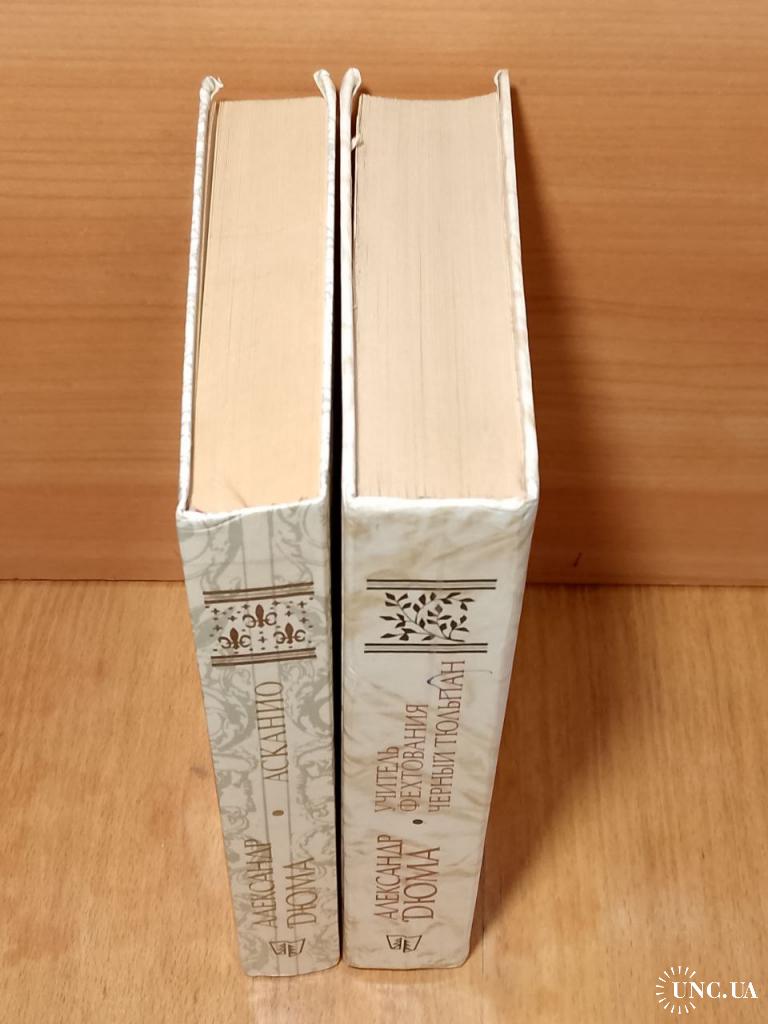 АЛЕКСАНДР
ДЮМА
АСКАНИО
АЛЕКСАНДР
ДЮМА
УЧИТЕЛЬ
ФЕХТОВАНИЯ
ЧЕРНЫЙ ТЮЛЬПАН
UNC.UA